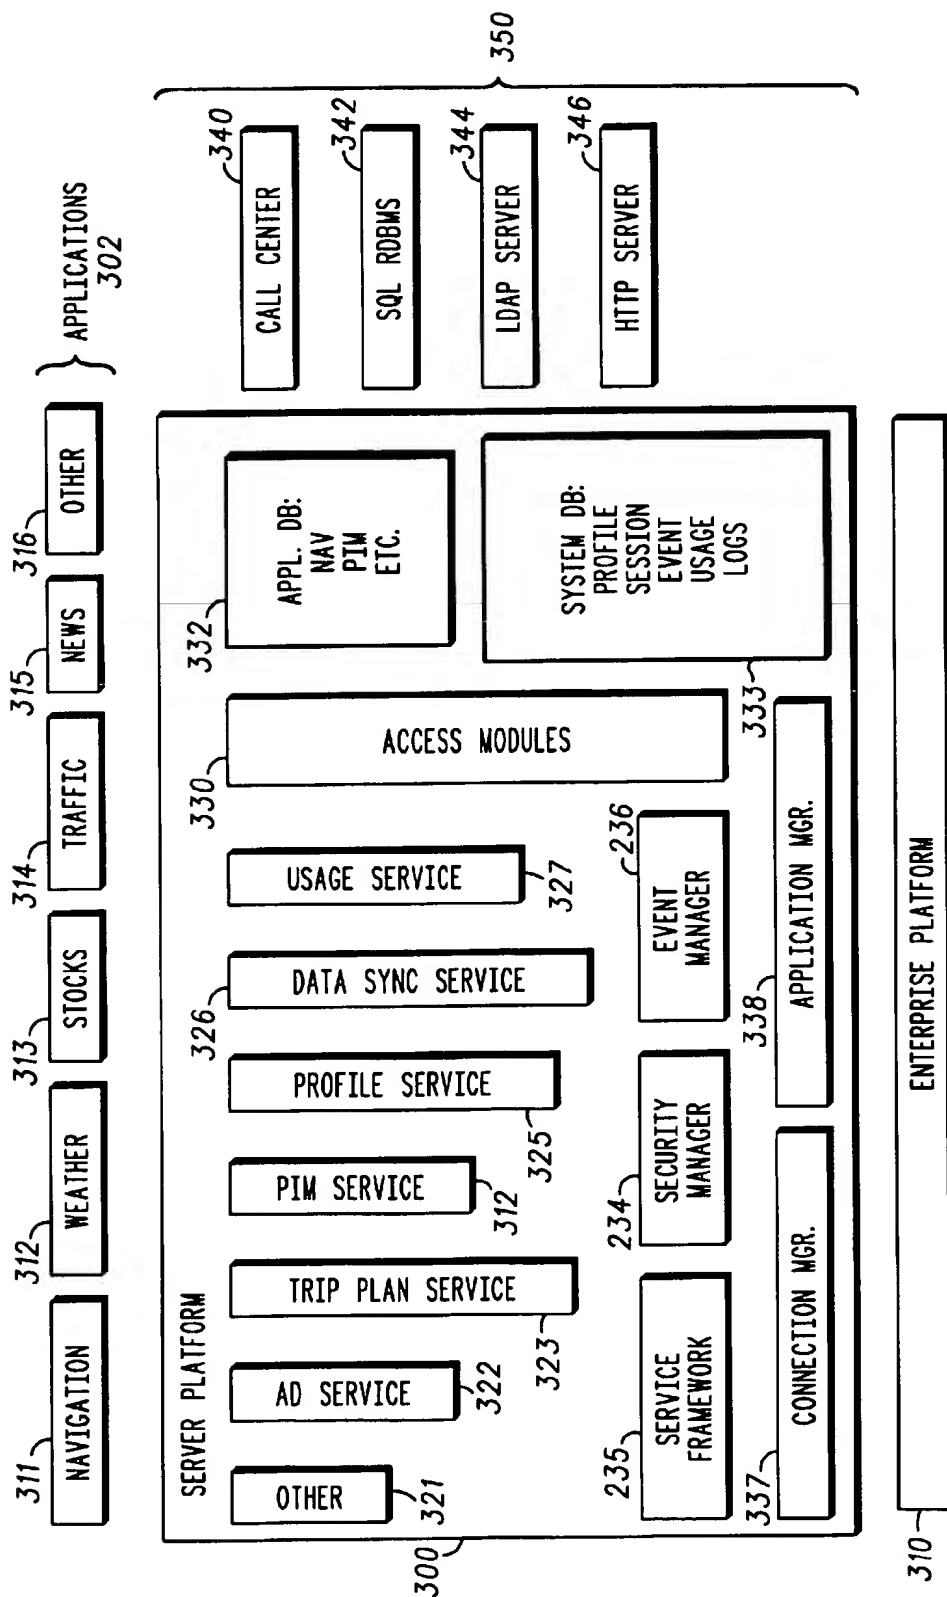 311
NAVIGATION
312
WEATHER
313
STOCKS
314
TRAFFIC
315
NEWS
316
OTHER
APPLICATIONS
302
SERVER PLATFORM
300
OTHER
321
AD SERVICE
322
TRIP PLAN SERVICE
323
PIM SERVICE
312
PROFILE SERVICE
325
326
DATA SYNC SERVICE
USAGE SERVICE
327
330
ACCESS MODULES
332
APPL. DB:
NAV
PIM
ETC.
SYSTEM DB:
PROFILE
SESSION
EVENT
USAGE
LOGS
333
235
SERVICE
FRAMEWORK
234
SECURITY
MANAGER
236
EVENT
MANAGER
337
CONNECTION MGR.
338
APPLICATION MGR.
340
CALL CENTER
342
SQL RDBMS
344
LDAP SERVER
346
HTTP SERVER
350
310
ENTERPRISE PLATFORM